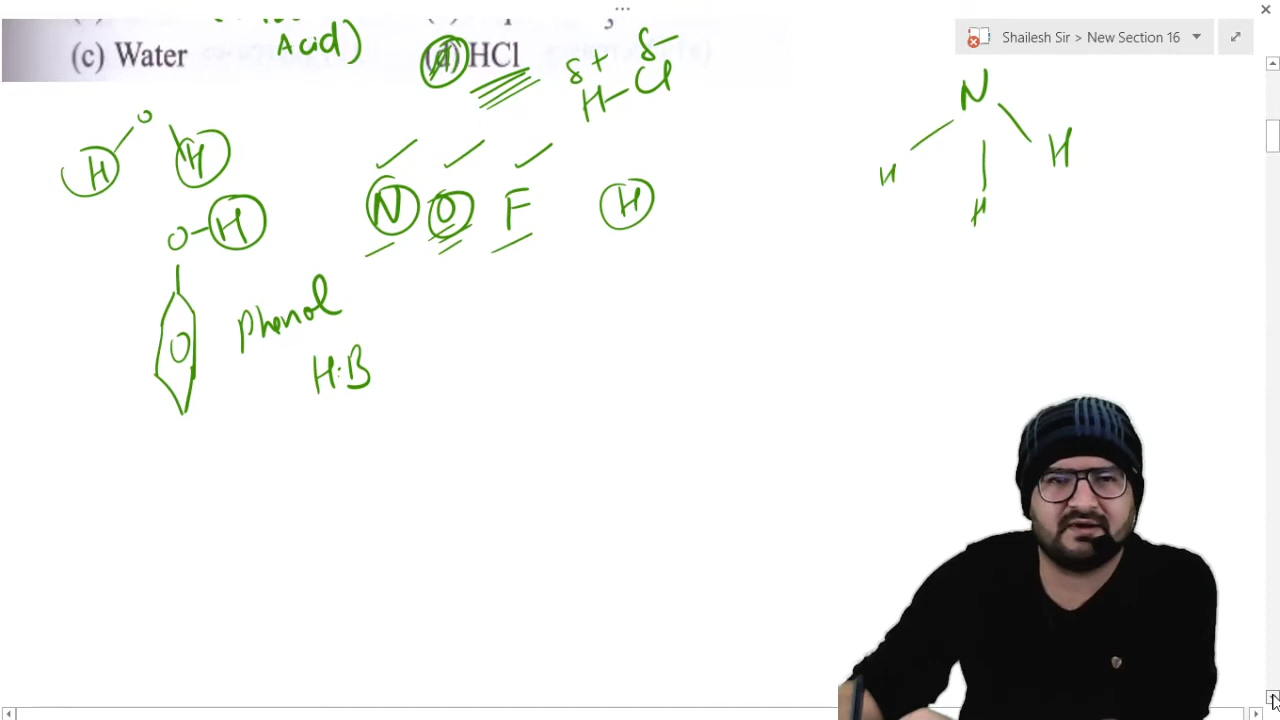 Shailesh Sir > New Section 16
Acid)
(c) Water
(d) HCl
δ+ δ-
H-Cl
O
H H
O-H
N O F H
N
H H
H
Phenol
H.B